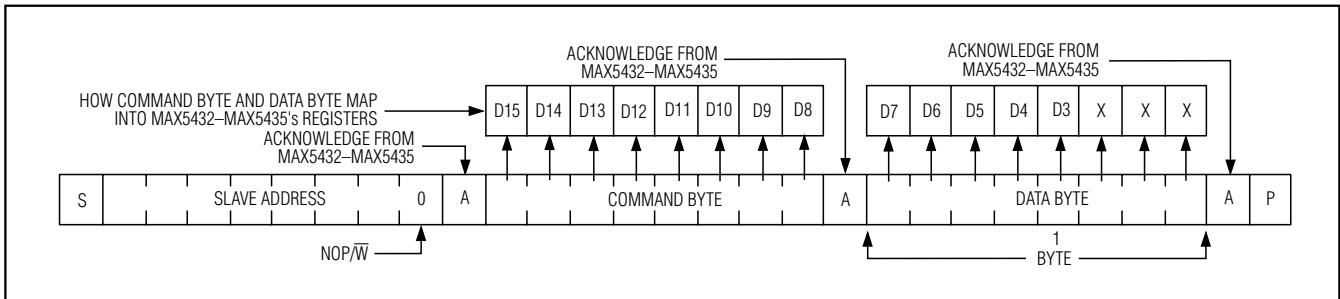 ACKNOWLEDGE FROM
MAX5432–MAX5435
ACKNOWLEDGE FROM
MAX5432–MAX5435
HOW COMMAND BYTE AND DATA BYTE MAP
INTO MAX5432–MAX5435's REGISTERS
D15 D14 D13 D12 D11 D10 D9 D8
D7 D6 D5 D4 D3 X X X
ACKNOWLEDGE FROM
MAX5432–MAX5435
S SLAVE ADDRESS 0 A COMMAND BYTE A DATA BYTE A P
NOP/W̅
1
BYTE